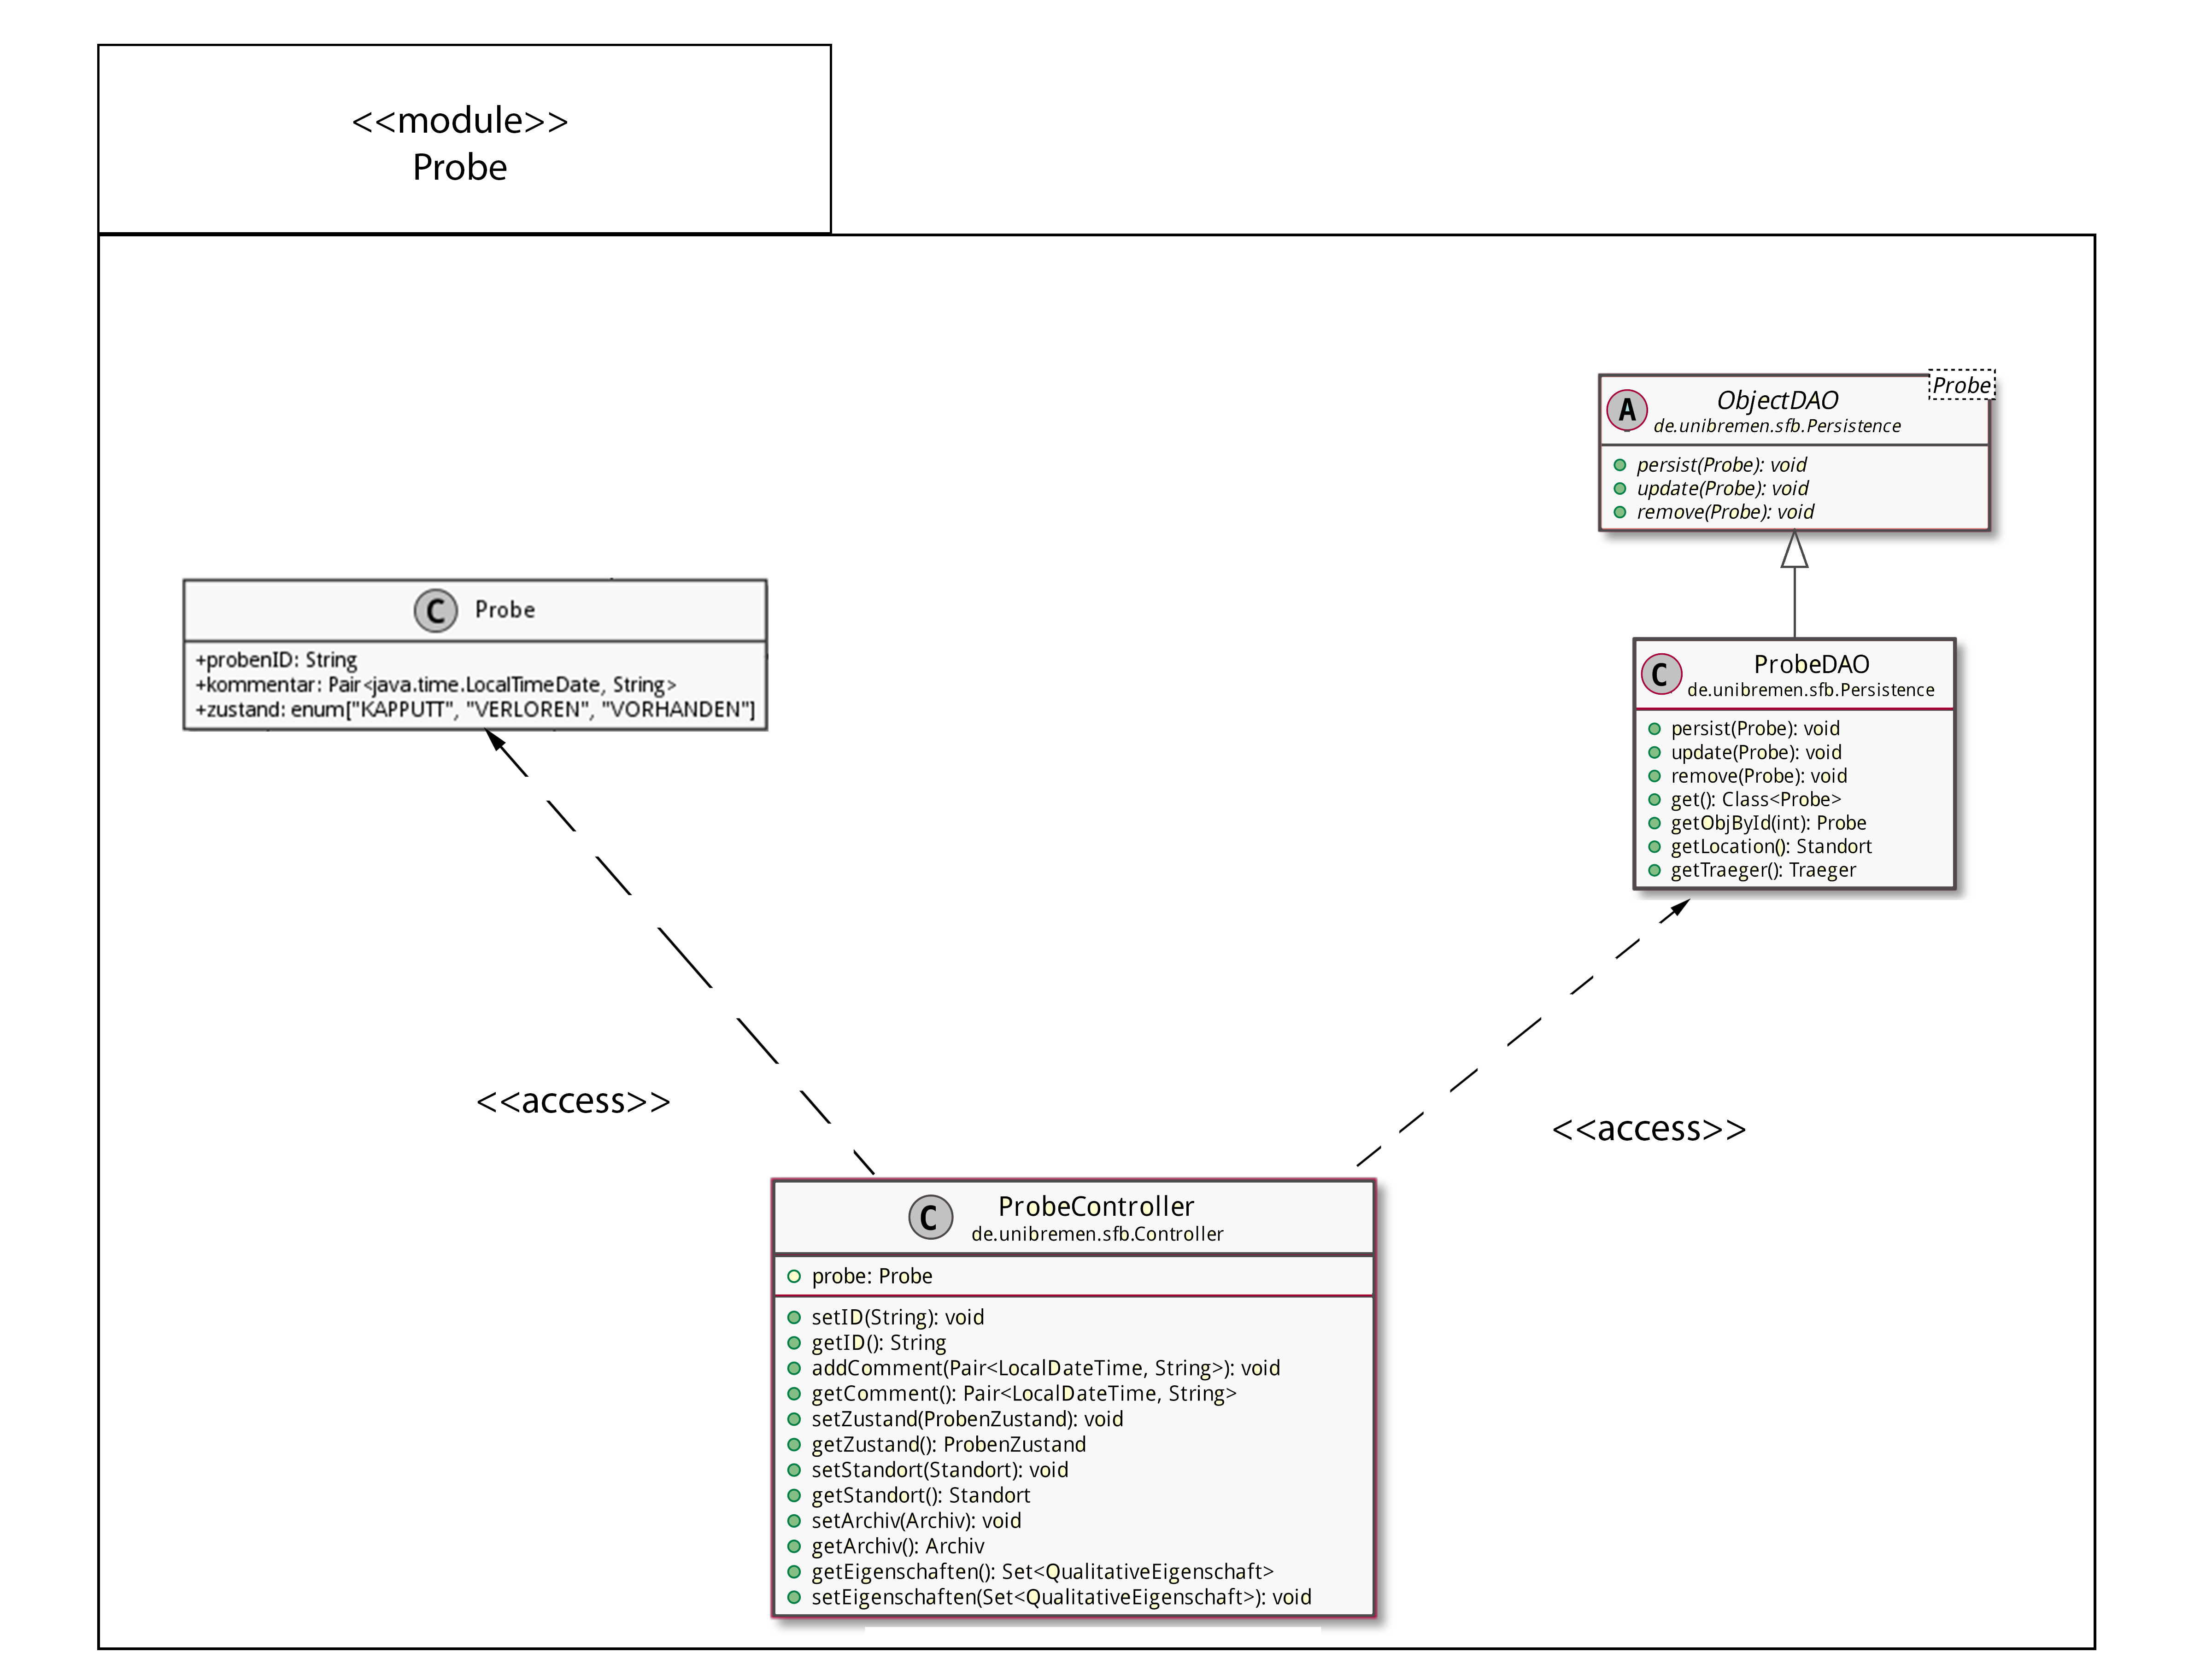 <<module>>
Probe
A
ObjectDAO
Probe
de.unibremen.sfb.Persistence
persist(Probe): void
update(Probe): void
remove(Probe): void
C Probe
+probenID: String
+kommentar: Pair<java.time.LocalTimeDate, String>
+zustand: enum["KAPPUTT", "VERLOREN", "VORHANDEN"]
C
ProbeDAO
de.unibremen.sfb.Persistence
persist(Probe): void
update(Probe): void
remove(Probe): void
get(): Class<Probe>
getObjById(int): Probe
getLocation(): Standort
getTraeger(): Traeger
<<access>>
<<access>>
C
ProbeController
de.unibremen.sfb.Controller
probe: Probe
setID(String): void
getID(): String
addComment(Pair<LocalDateTime, String>): void
getComment(): Pair<LocalDateTime, String>
setZustand(ProbenZustand): void
getZustand(): ProbenZustand
setStandort(Standort): void
getStandort(): Standort
setArchiv(Archiv): void
getArchiv(): Archiv
getEigenschaften(): Set<QualitativeEigenschaft>
setEigenschaften(Set<QualitativeEigenschaft>): void